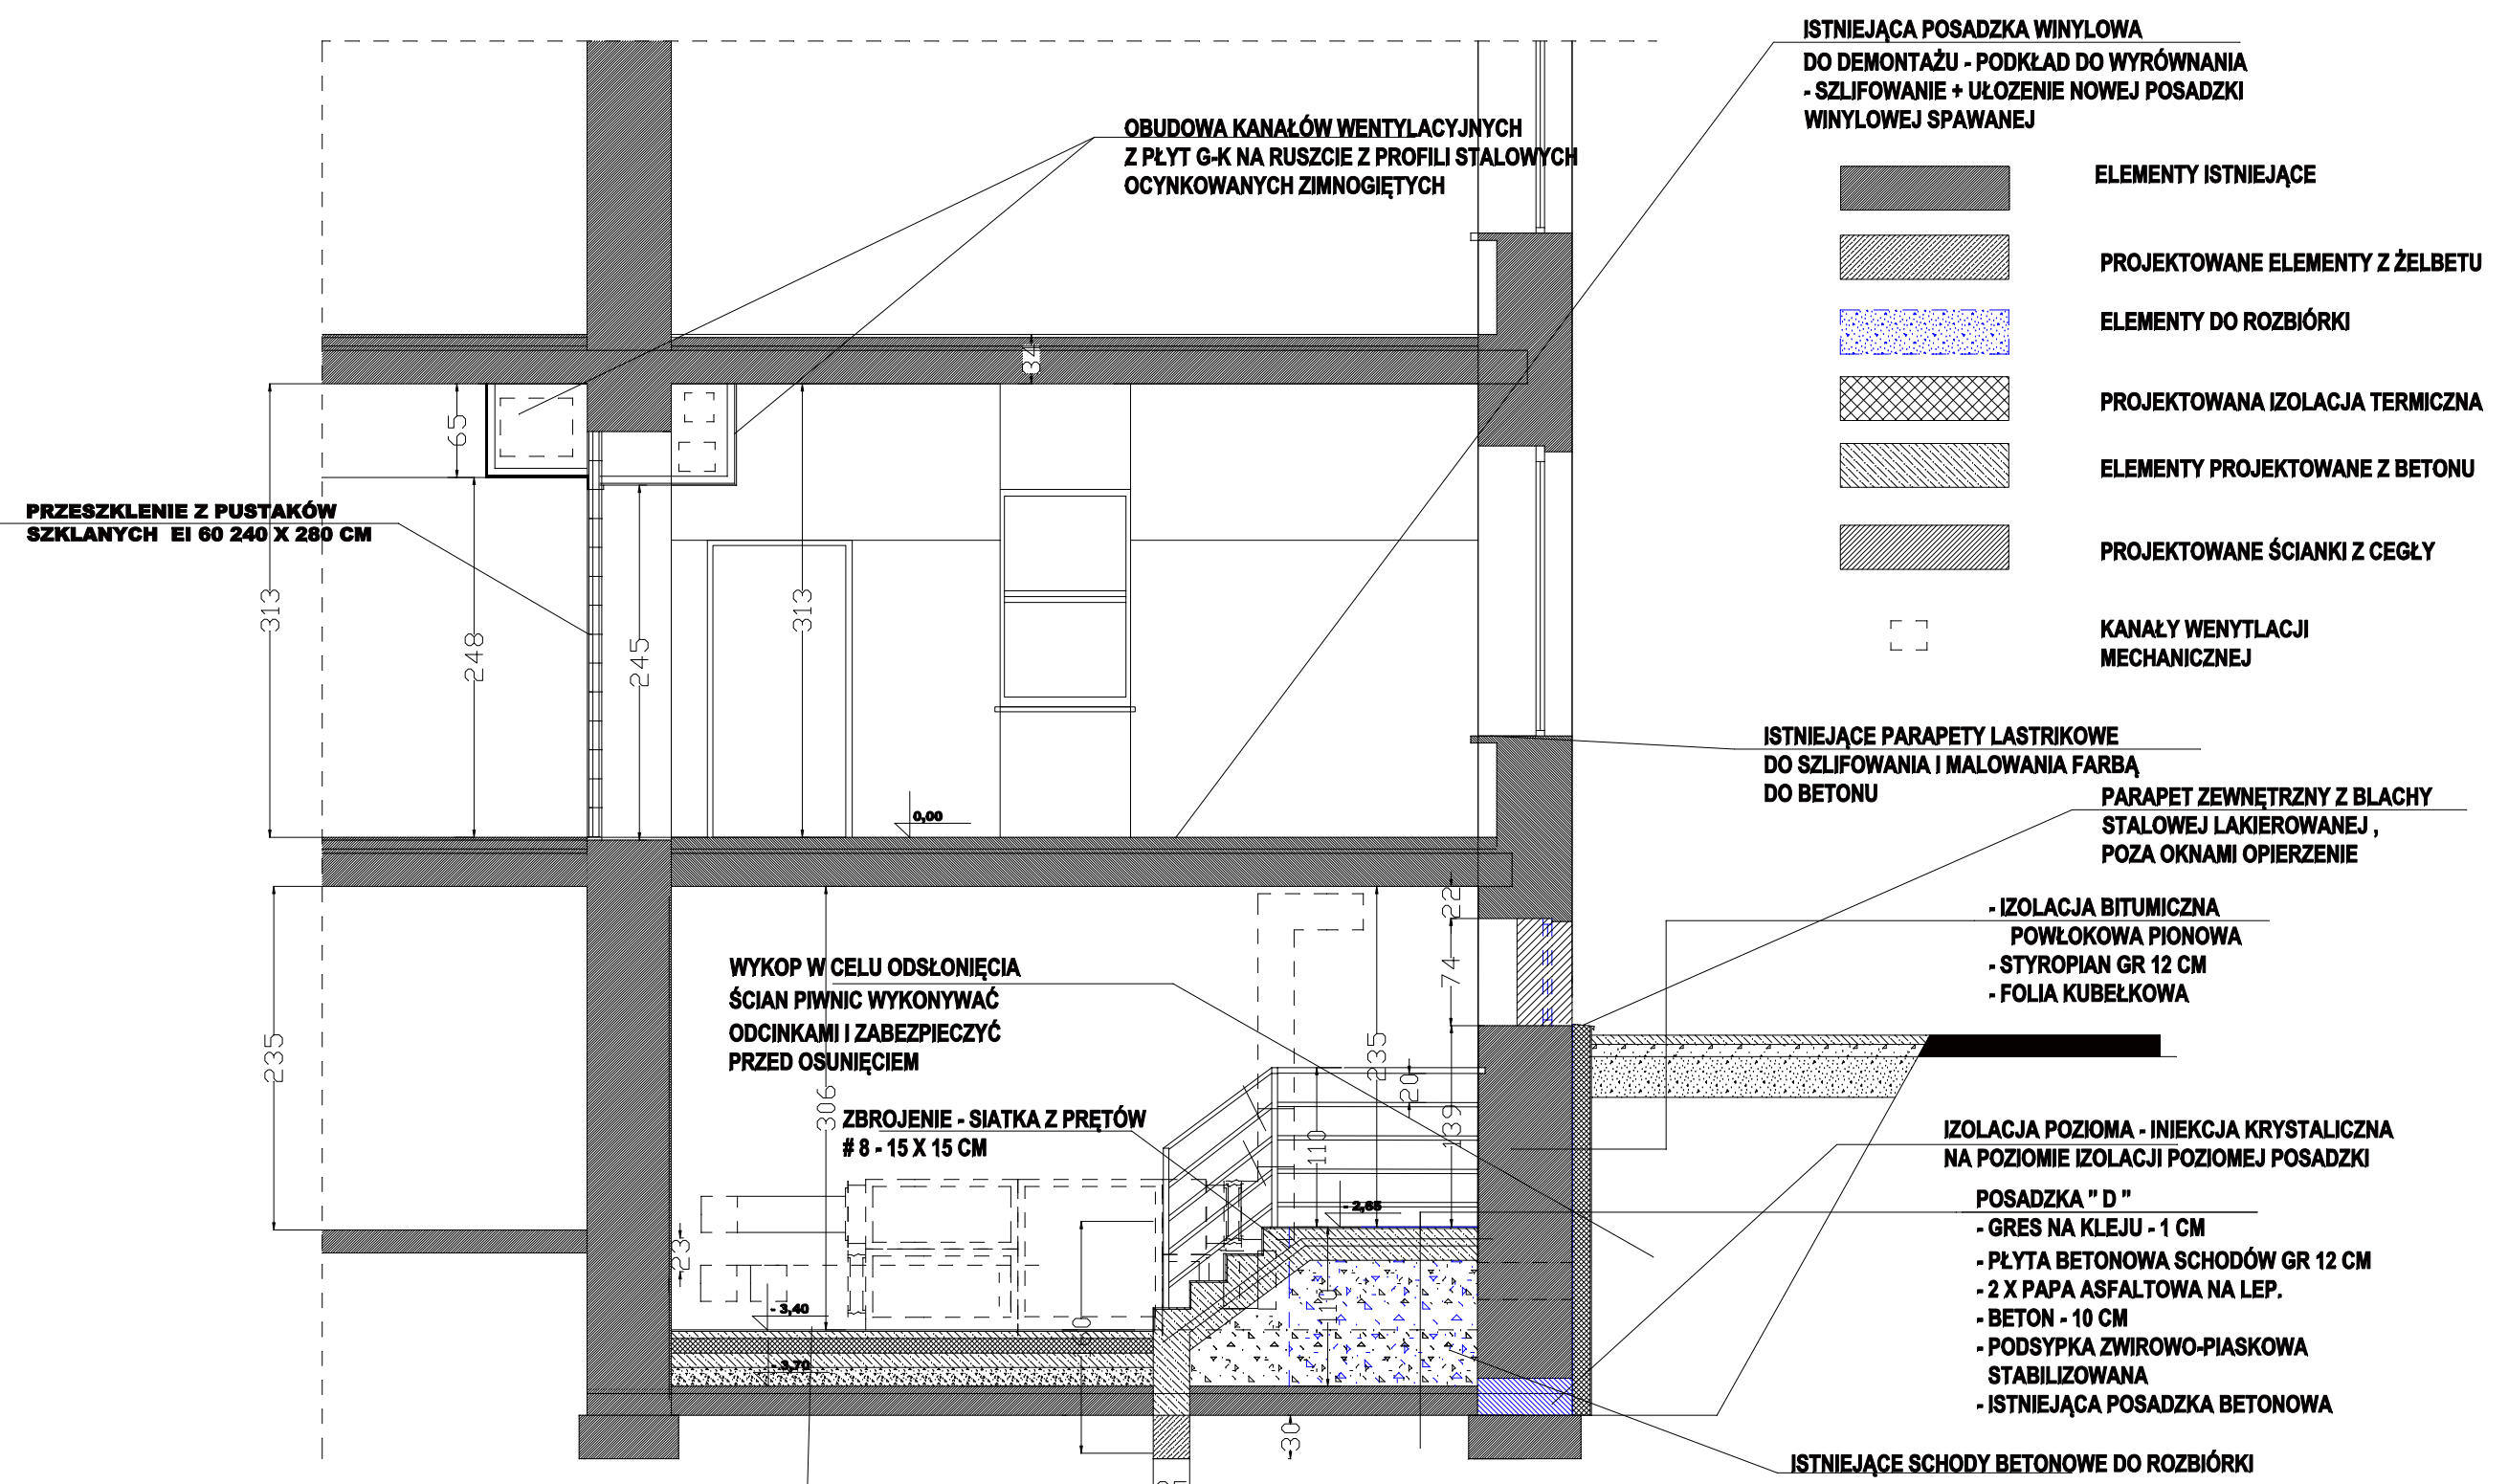 ISTNIEJĄCA POSADZKA WINYLOWA
DO DEMONTAŻU - PODKŁAD DO WYRÓWNANIA
- SZLIFOWANIE + UŁOZENIE NOWEJ POSADZKI
WINYLOWEJ SPAWANEJ
OBUDOWA KANAŁÓW WENTYLACYJNYCH
Z PŁYT G-K NA RUSZCIE Z PROFILI STALOWYCH
OCYNKOWANYCH ZIMNOGIĘTYCH
ELEMENTY ISTNIEJĄCE
PROJEKTOWANE ELEMENTY Z ŻELBETU
ELEMENTY DO ROZBIÓRKI
PROJEKTOWANA IZOLACJA TERMICZNA
ELEMENTY PROJEKTOWANE Z BETONU
PROJEKTOWANE ŚCIANKI Z CEGŁY
KANAŁY WENYTLACJI
MECHANICZNEJ
34
65
PRZESZKLENIE Z PUSTAKÓW
SZKLANYCH EI 60 240 X 280 CM
313
248
245
313
0,00
ISTNIEJĄCE PARAPETY LASTRIKOWE
DO SZLIFOWANIA I MALOWANIA FARBĄ
DO BETONU
PARAPET ZEWNĘTRZNY Z BLACHY
STALOWEJ LAKIEROWANEJ ,
POZA OKNAMI OPIERZENIE
- IZOLACJA BITUMICZNA
POWŁOKOWA PIONOWA
- STYROPIAN GR 12 CM
- FOLIA KUBEŁKOWA
22
74
WYKOP W CELU ODSŁONIĘCIA
ŚCIAN PIWNIC WYKONYWAĆ
ODCINKAMI I ZABEZPIECZYĆ
PRZED OSUNIĘCIEM
235
306
235
20
139
110
ZBROJENIE - SIATKA Z PRĘTÓW
# 8 - 15 X 15 CM
IZOLACJA POZIOMA - INIEKCJA KRYSTALICZNA
NA POZIOMIE IZOLACJI POZIOMEJ POSADZKI
POSADZKA " D "
- GRES NA KLEJU - 1 CM
- PŁYTA BETONOWA SCHODÓW GR 12 CM
- 2 X PAPA ASFALTOWA NA LEP.
- BETON - 10 CM
- PODSYPKA ZWIROWO-PIASKOWA
STABILIZOWANA
- ISTNIEJĄCA POSADZKA BETONOWA
- 2,65
23
- 3,40
160
110
- 3,70
30
ISTNIEJĄCE SCHODY BETONOWE DO ROZBIÓRKI